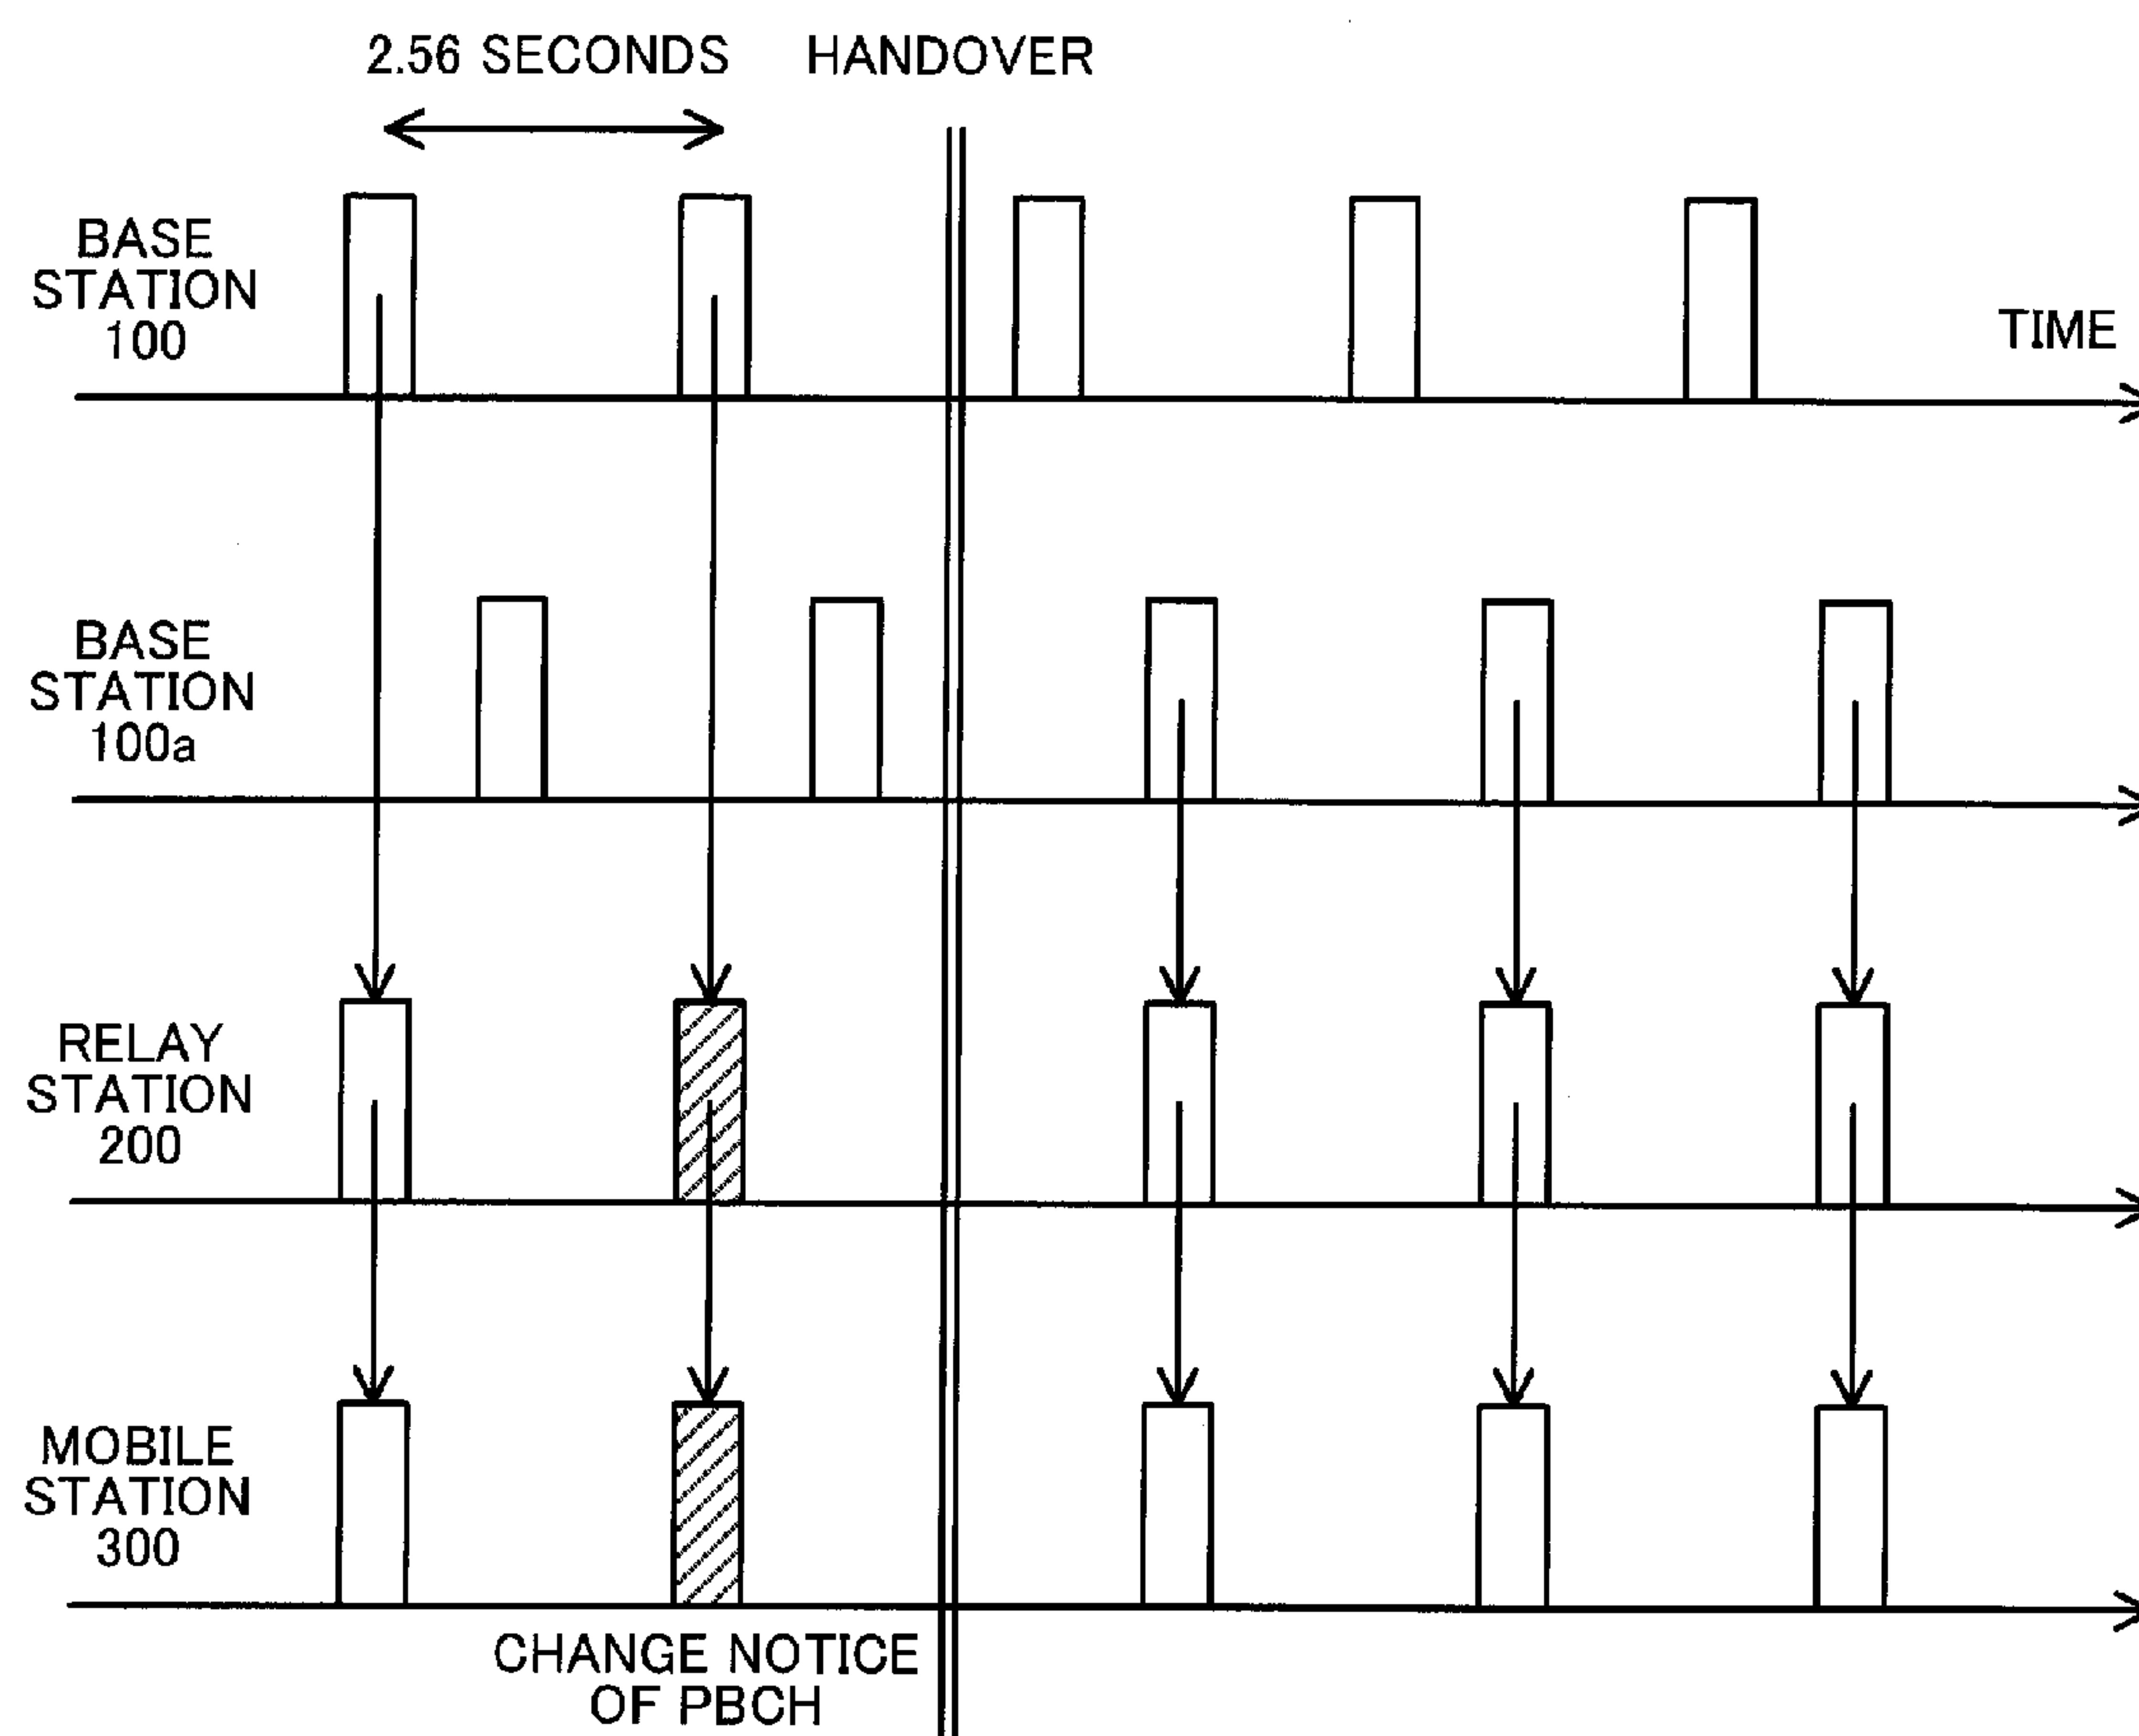 2.56 SECONDS
HANDOVER
BASE
STATION
100
TIME
BASE
STATION
100a
RELAY
STATION
200
MOBILE
STATION
300
CHANGE NOTICE
OF PBCH